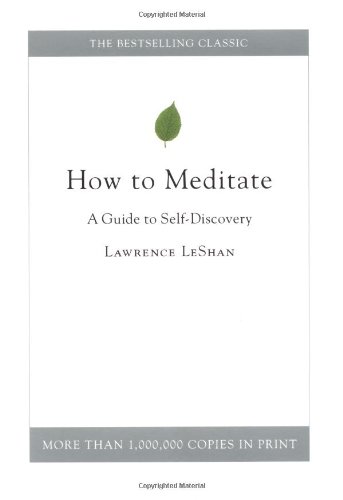 Copyrighted Material
THE BESTSELLING CLASSIC
How to Meditate
A Guide to Self-Discovery
LAWRENCE LESHAN
MORE THAN 1,000,000 COPIES IN PRINT
Copyrighted Material